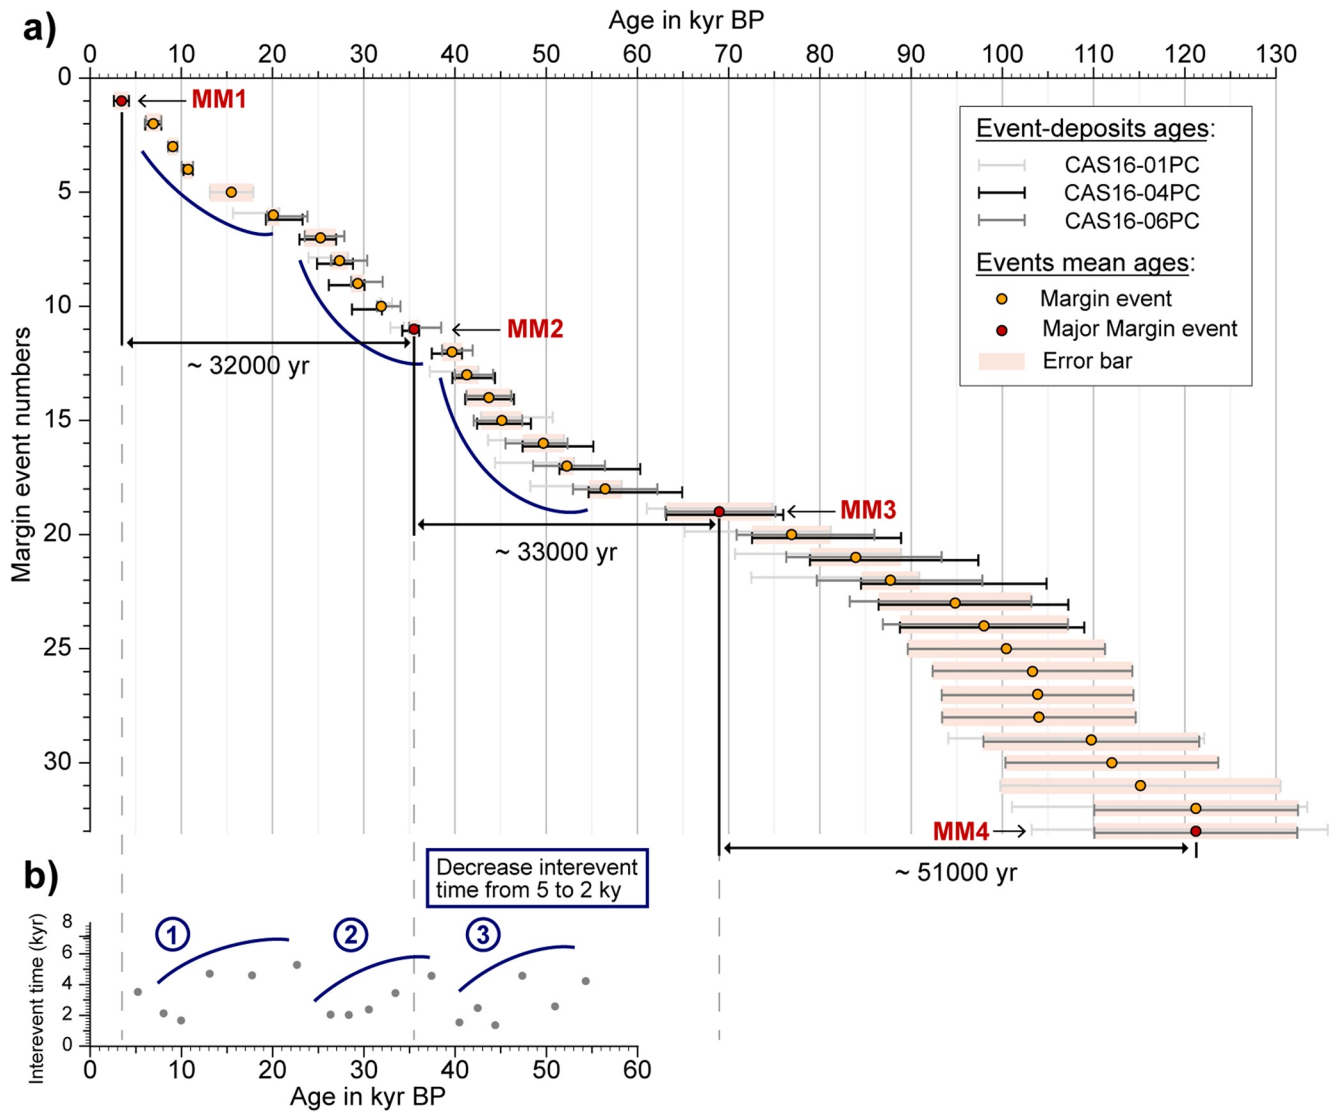 a)
Age in kyr BP
0 10 20 30 40 50 60 70 80 90 100 110 120 130
0
5
10
15
20
25
30
Margin event numbers
MM1
MM2
MM3
MM4
~ 32000 yr
~ 33000 yr
~ 51000 yr
Event-deposits ages:
CAS16-01PC
CAS16-04PC
CAS16-06PC
Events mean ages:
Margin event
Major Margin event
Error bar
b)
Decrease interevent
time from 5 to 2 ky
Interevent time (kyr)
8
6
4
2
0
1
2
3
0 10 20 30 40 50 60
Age in kyr BP